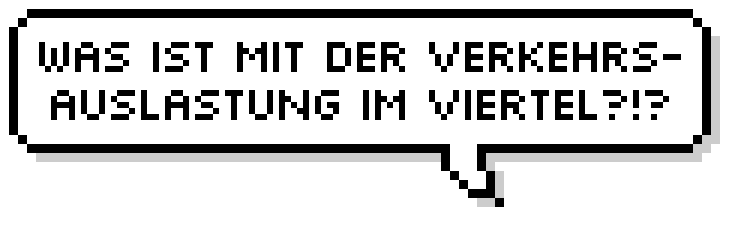 WAS IST MIT DER VERKEHRS-
AUSLASTUNG IM VIERTEL?!?